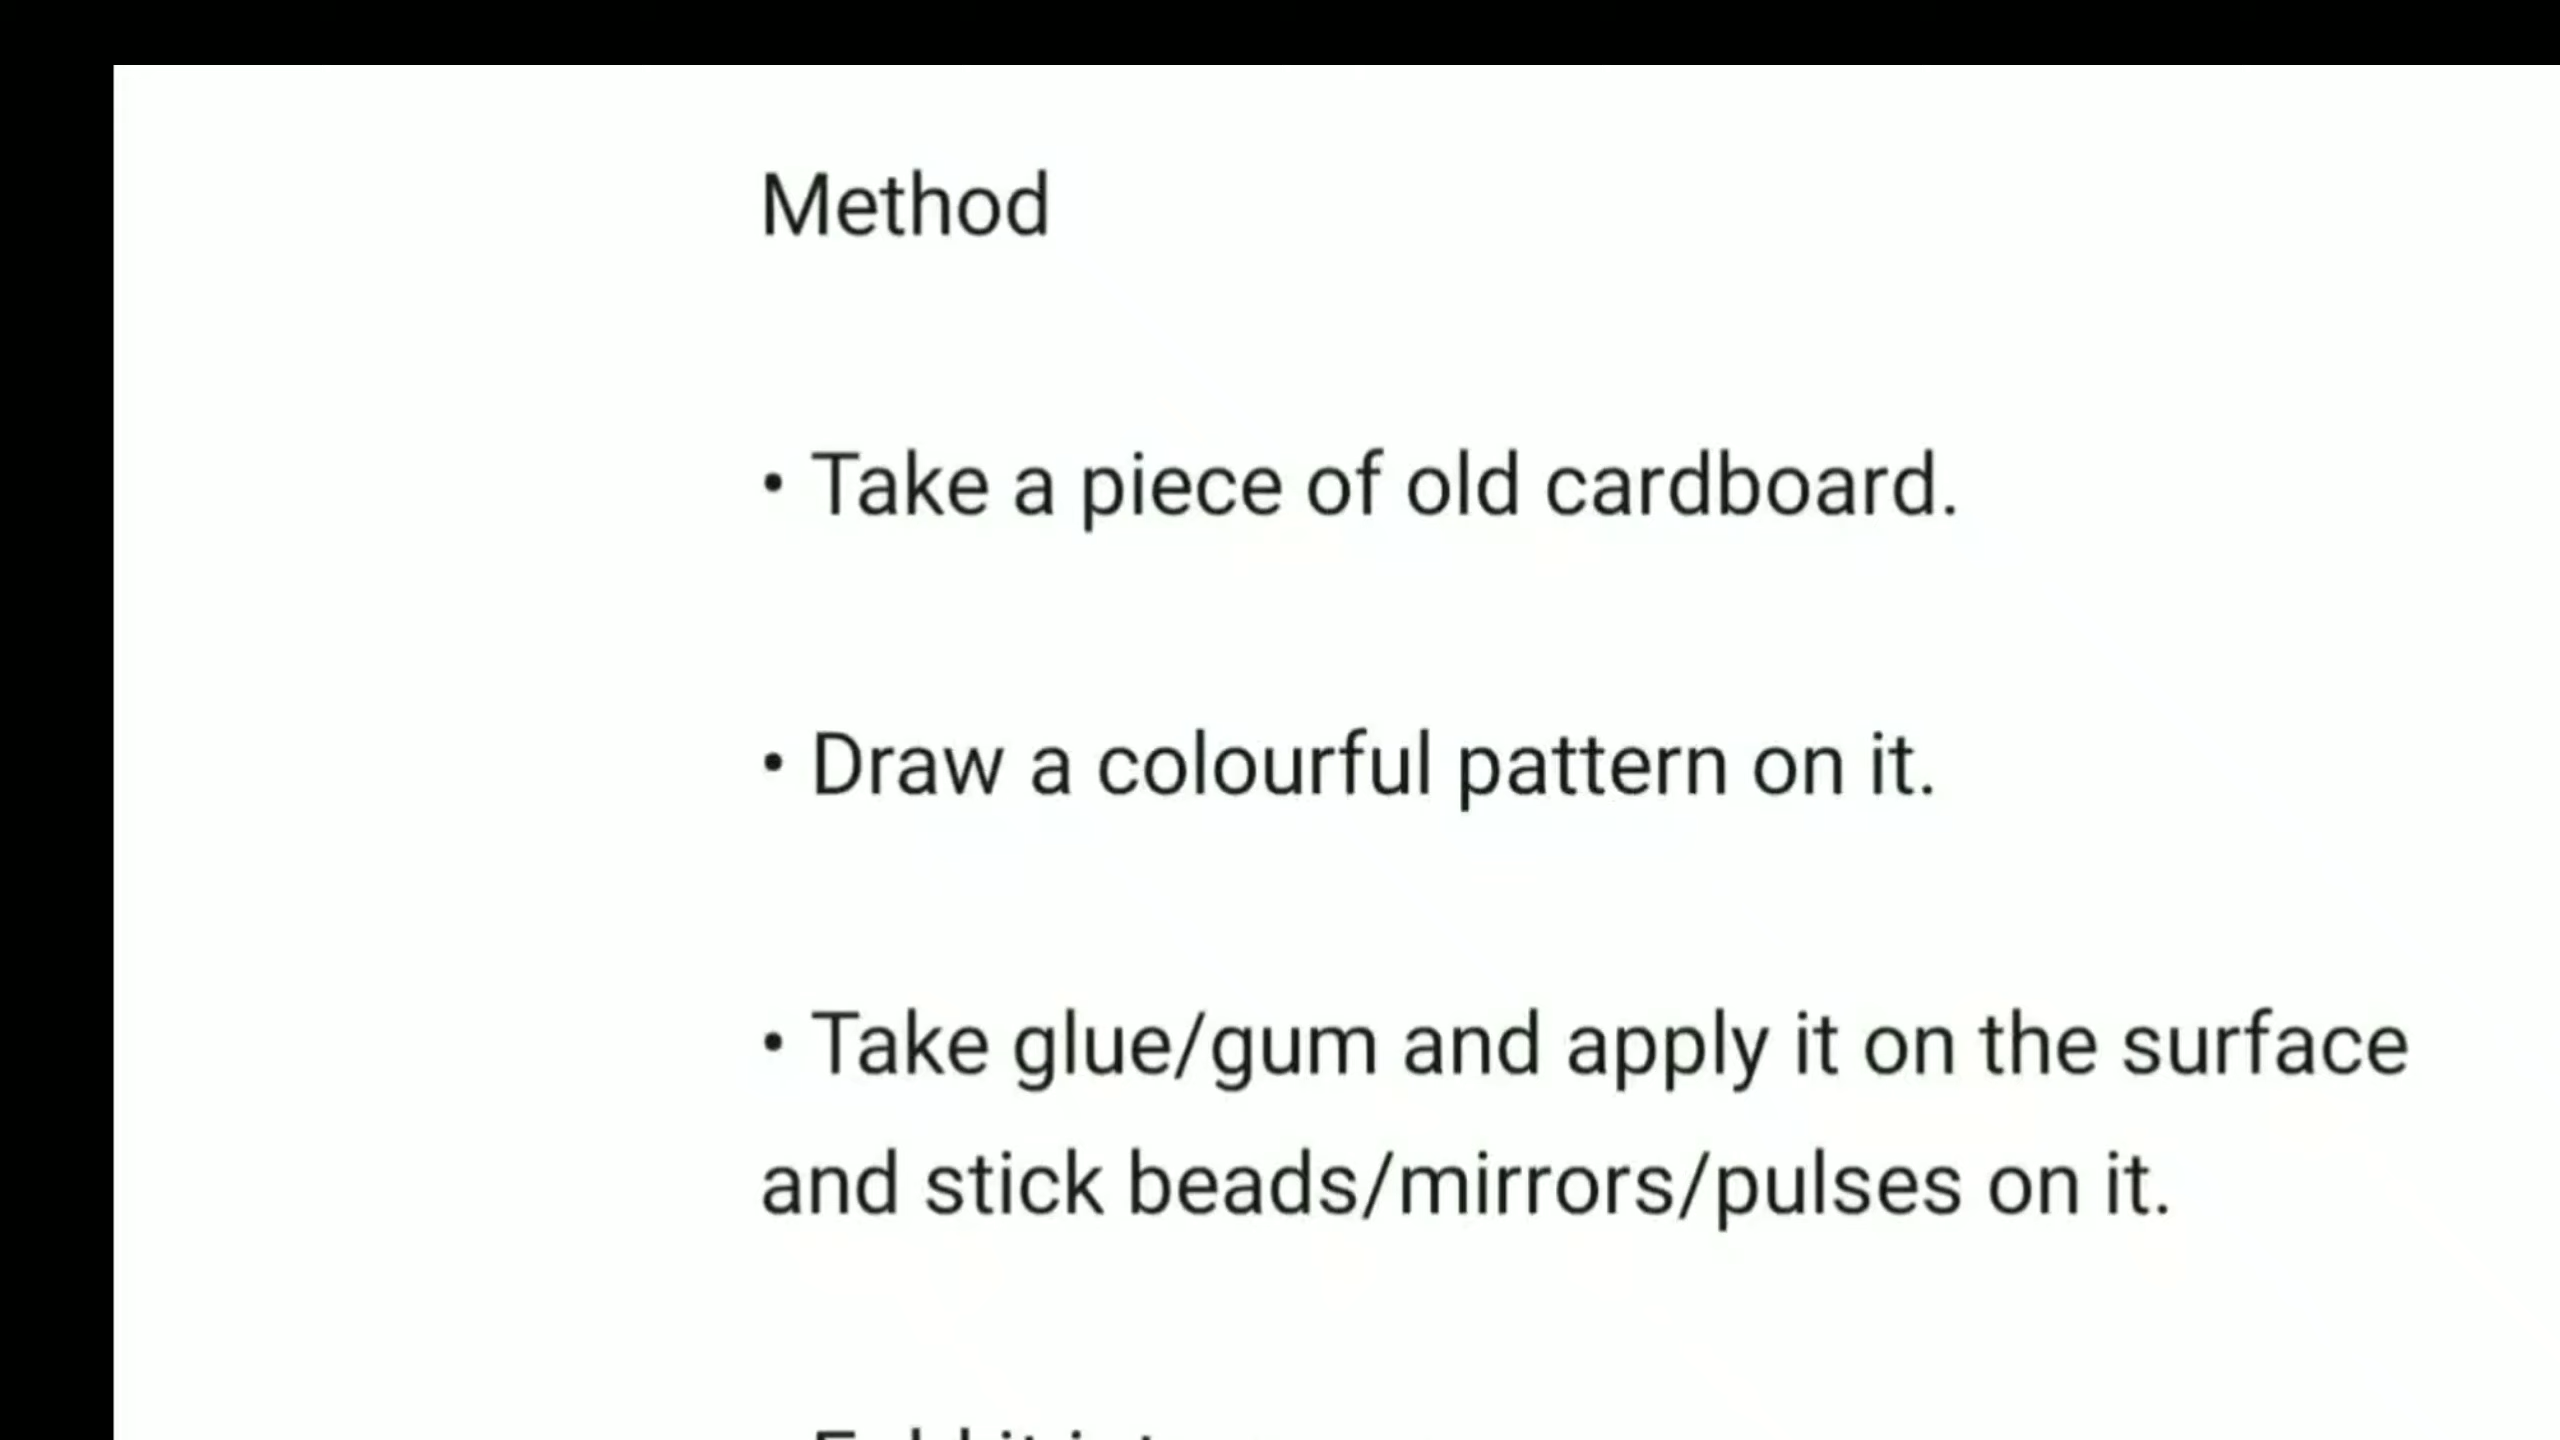 Method
• Take a piece of old cardboard.
• Draw a colourful pattern on it.
• Take glue/gum and apply it on the surface
and stick beads/mirrors/pulses on it.